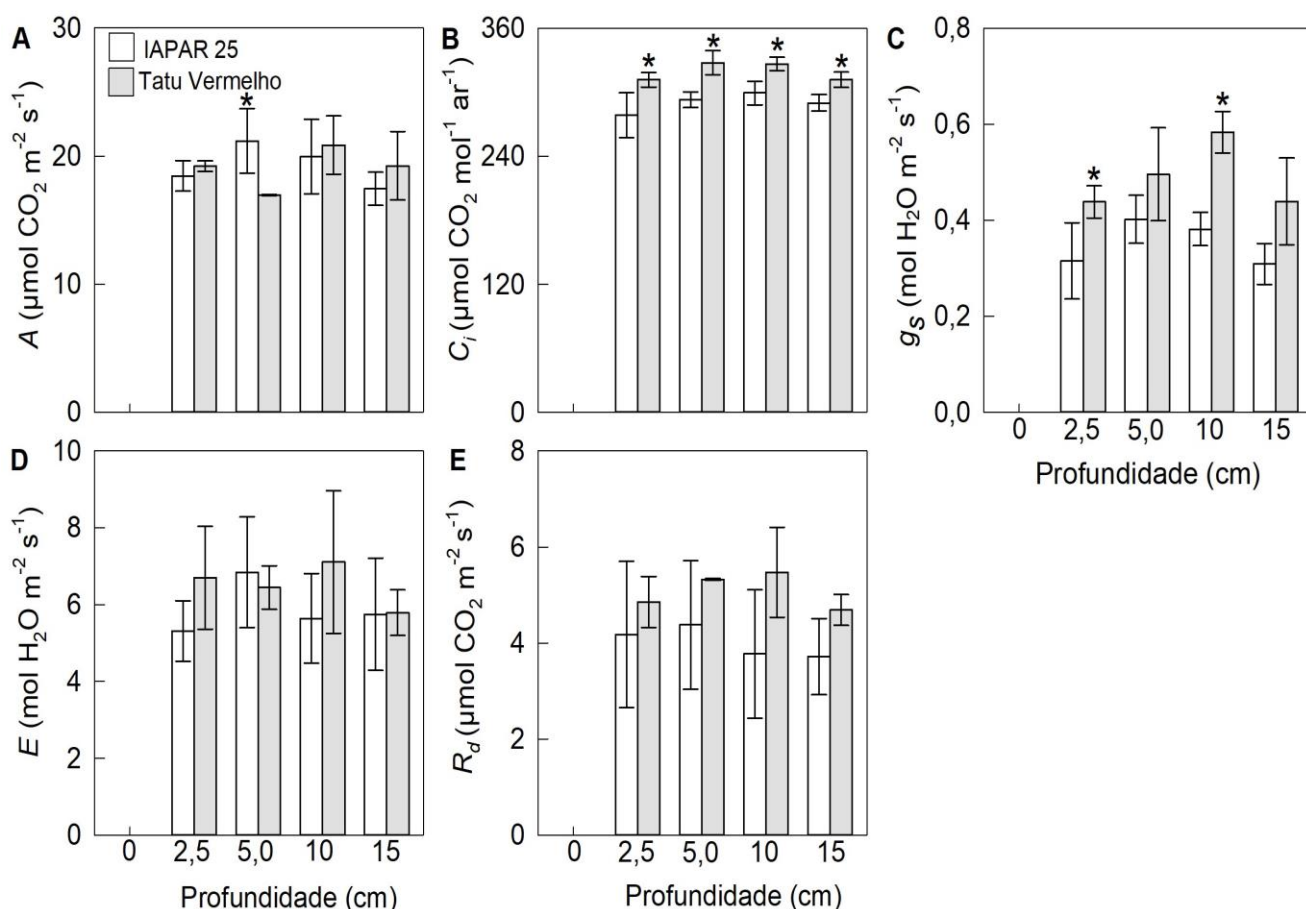 A
30
20
10
0
A (µmol CO₂ m⁻² s⁻¹)
IAPAR 25
Tatu Vermelho
*
B
360
240
120
0
Cᵢ (µmol CO₂ mol⁻¹ ar⁻¹)
* * * *
C
0,8
0,6
0,4
0,2
0,0
gₛ (mol H₂O m⁻² s⁻¹)
* *
0 2,5 5,0 10 15
Profundidade (cm)
D
10
8
6
4
2
0
E (mol H₂O m⁻² s⁻¹)
0 2,5 5,0 10 15
Profundidade (cm)
E
8
6
4
2
0
R_d (µmol CO₂ m⁻² s⁻¹)
0 2,5 5,0 10 15
Profundidade (cm)